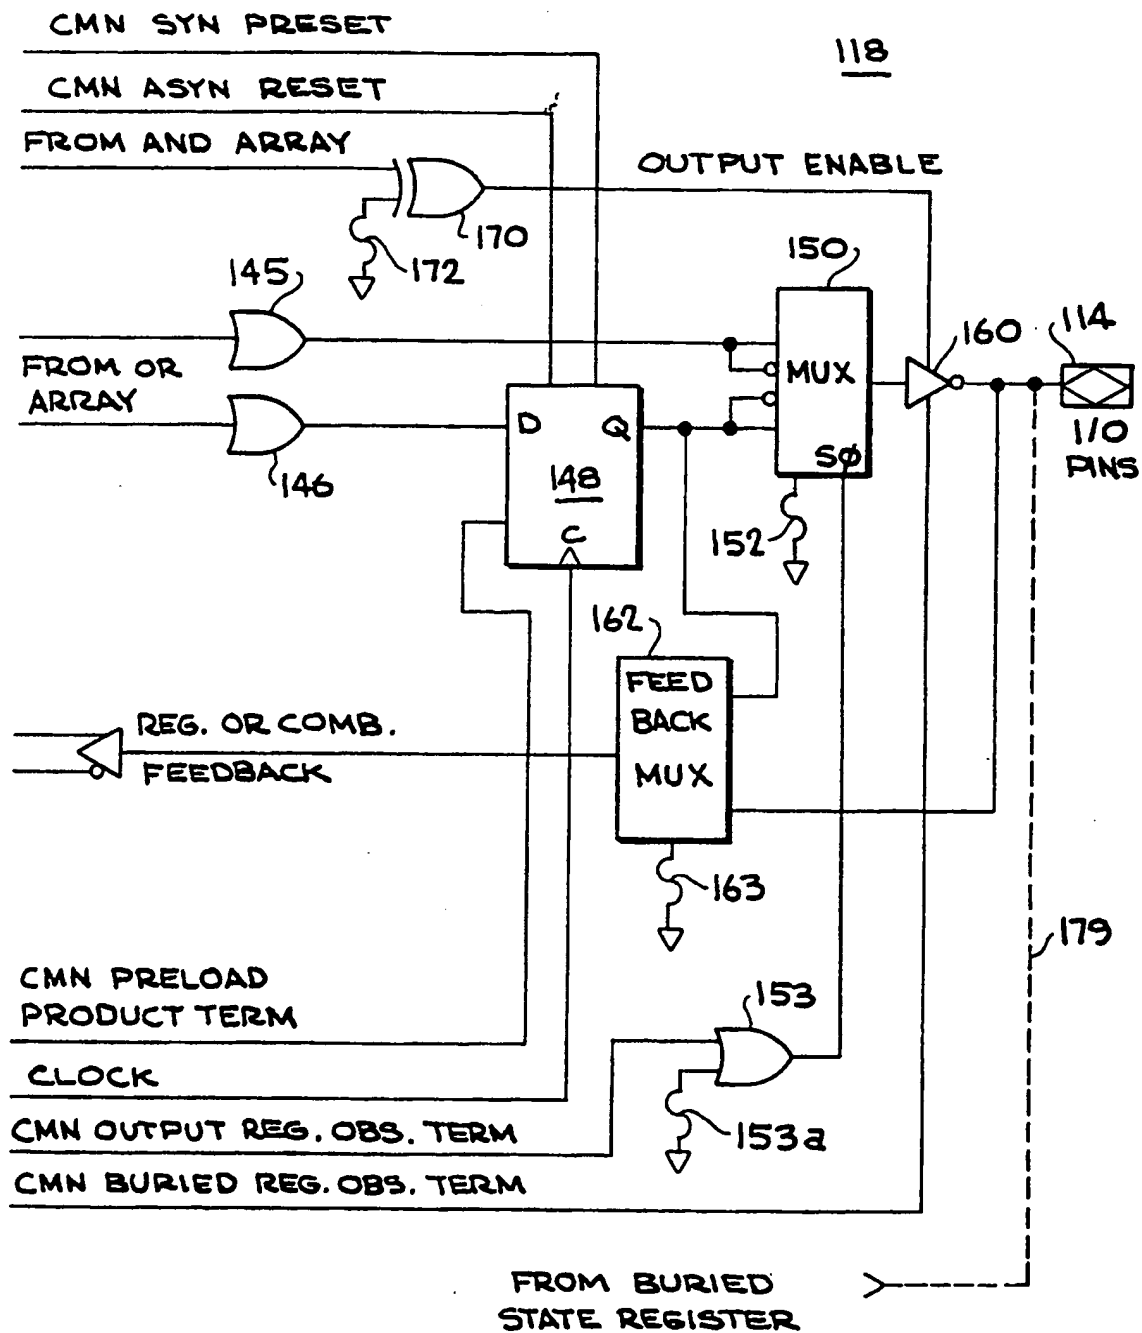 CMN SYN PRESET
118
CMN ASYN RESET
FROM AND ARRAY
OUTPUT ENABLE
170
172
150
145
160
114
MUX
FROM OR
ARRAY
D
Q
I/O
PINS
SØ
146
148
C
152
162
FEED
BACK
MUX
REG. OR COMB.
FEEDBACK
163
179
CMN PRELOAD
PRODUCT TERM
153
CLOCK
CMN OUTPUT REG. OBS. TERM
153a
CMN BURIED REG. OBS. TERM
FROM BURIED
STATE REGISTER